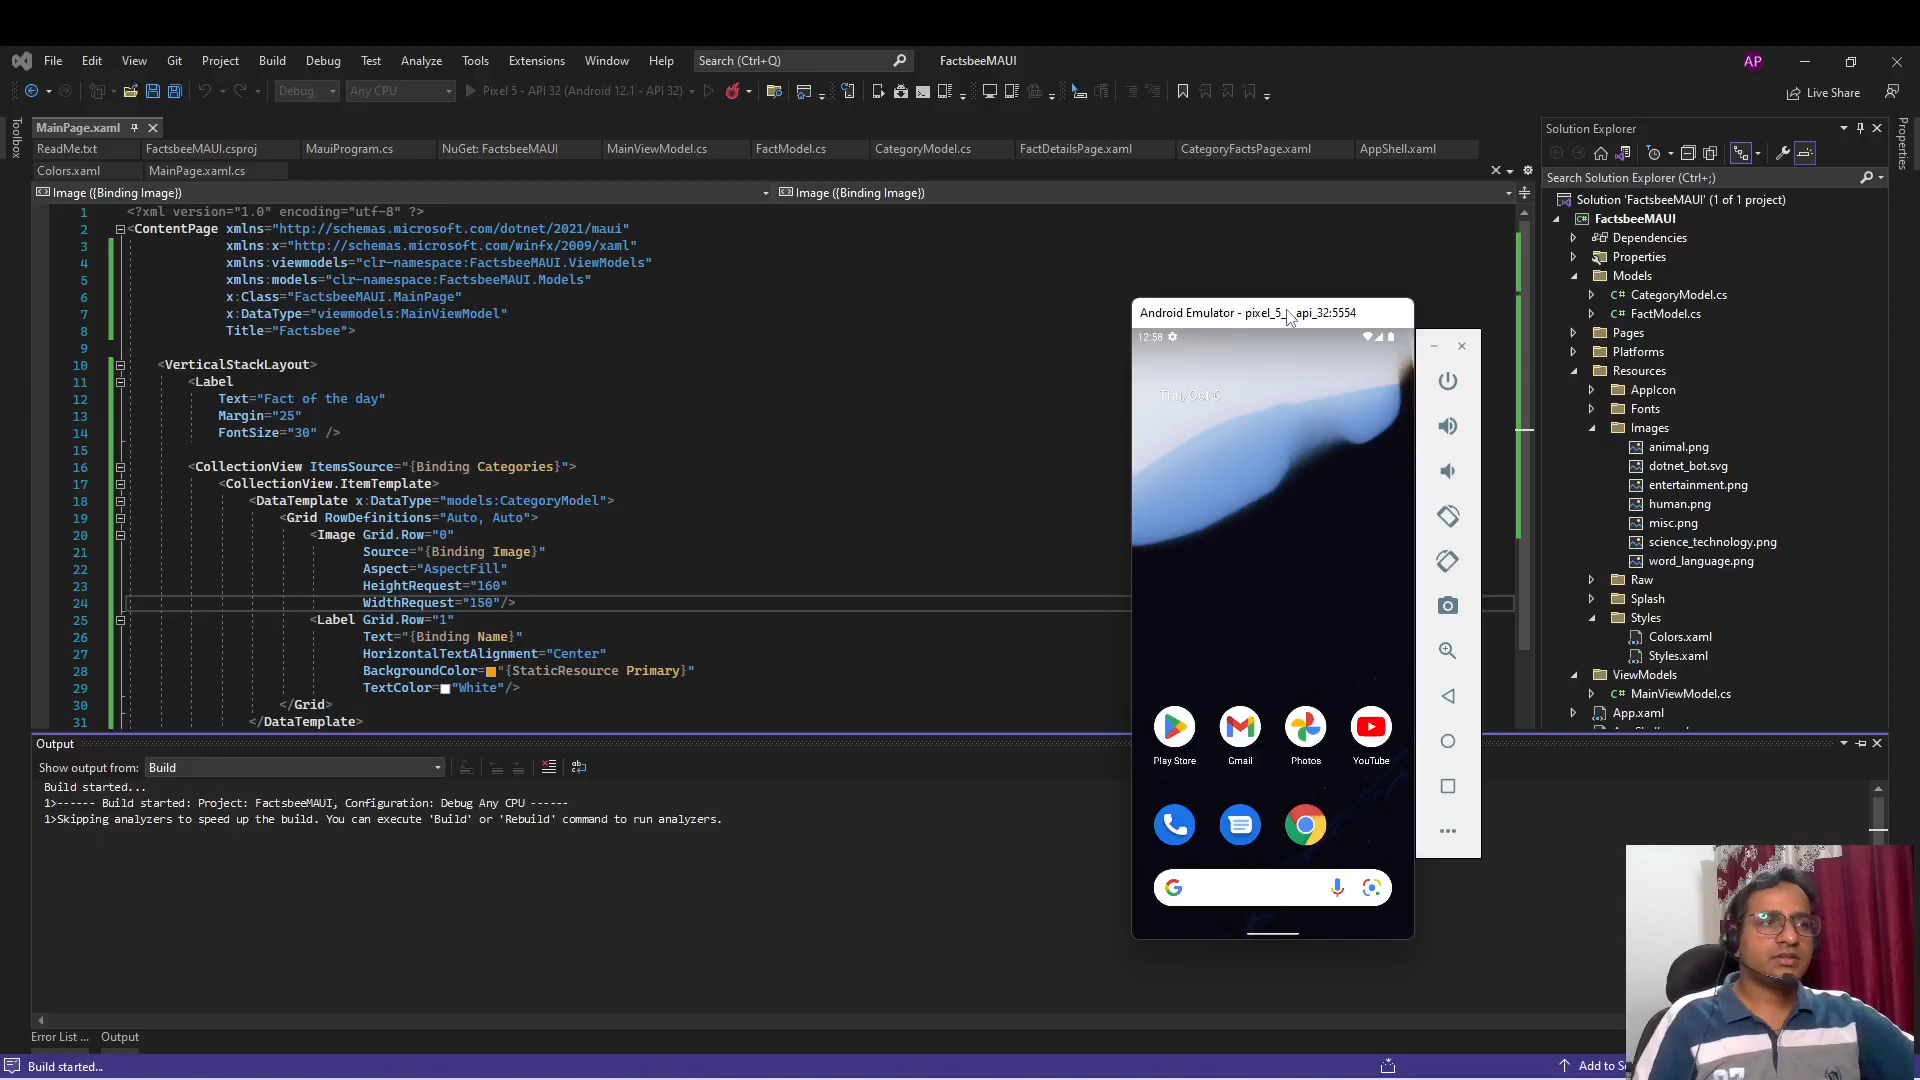 File Edit View Git Project Build Debug Test Analyze Tools Extensions Window Help Search (Ctrl+Q) FactsbeeMAUI AP
Debug Any CPU Pixel 5 - API 32 (Android 12.1 - API 32) Live Share
Toolbox
MainPage.xaml
ReadMe.txt FactsbeeMAUI.csproj MauiProgram.cs NuGet: FactsbeeMAUI MainViewModel.cs FactModel.cs CategoryModel.cs FactDetailsPage.xaml CategoryFactsPage.xaml AppShell.xaml
Colors.xaml MainPage.xaml.cs
Image ({Binding Image}) Image ({Binding Image})
1 <?xml version="1.0" encoding="utf-8" ?>
2 <ContentPage xmlns="http://schemas.microsoft.com/dotnet/2021/maui"
3 xmlns:x="http://schemas.microsoft.com/winfx/2009/xaml"
4 xmlns:viewmodels="clr-namespace:FactsbeeMAUI.ViewModels"
5 xmlns:models="clr-namespace:FactsbeeMAUI.Models"
6 x:Class="FactsbeeMAUI.MainPage"
7 x:DataType="viewmodels:MainViewModel"
8 Title="Factsbee">
9
10 <VerticalStackLayout>
11 <Label
12 Text="Fact of the day"
13 Margin="25"
14 FontSize="30" />
15
16 <CollectionView ItemsSource="{Binding Categories}">
17 <CollectionView.ItemTemplate>
18 <DataTemplate x:DataType="models:CategoryModel">
19 <Grid RowDefinitions="Auto, Auto">
20 <Image Grid.Row="0"
21 Source="{Binding Image}"
22 Aspect="AspectFill"
23 HeightRequest="160"
24 WidthRequest="150"/>
25 <Label Grid.Row="1"
26 Text="{Binding Name}"
27 HorizontalTextAlignment="Center"
28 BackgroundColor="{StaticResource Primary}"
29 TextColor="White"/>
30 </Grid>
31 </DataTemplate>
Android Emulator - pixel_5_-_api_32:5554
12:58
Thu, Oct 6
Play Store Gmail Photos YouTube
Solution Explorer
Properties
Search Solution Explorer (Ctrl+;)
Solution 'FactsbeeMAUI' (1 of 1 project)
FactsbeeMAUI
Dependencies
Properties
Models
CategoryModel.cs
FactModel.cs
Pages
Platforms
Resources
AppIcon
Fonts
Images
animal.png
dotnet_bot.svg
entertainment.png
human.png
misc.png
science_technology.png
word_language.png
Raw
Splash
Styles
Colors.xaml
Styles.xaml
ViewModels
MainViewModel.cs
App.xaml
Output
Show output from: Build
Build started...
1>------ Build started: Project: FactsbeeMAUI, Configuration: Debug Any CPU ------
1>Skipping analyzers to speed up the build. You can execute 'Build' or 'Rebuild' command to run analyzers.
Error List ... Output
Build started... Add to